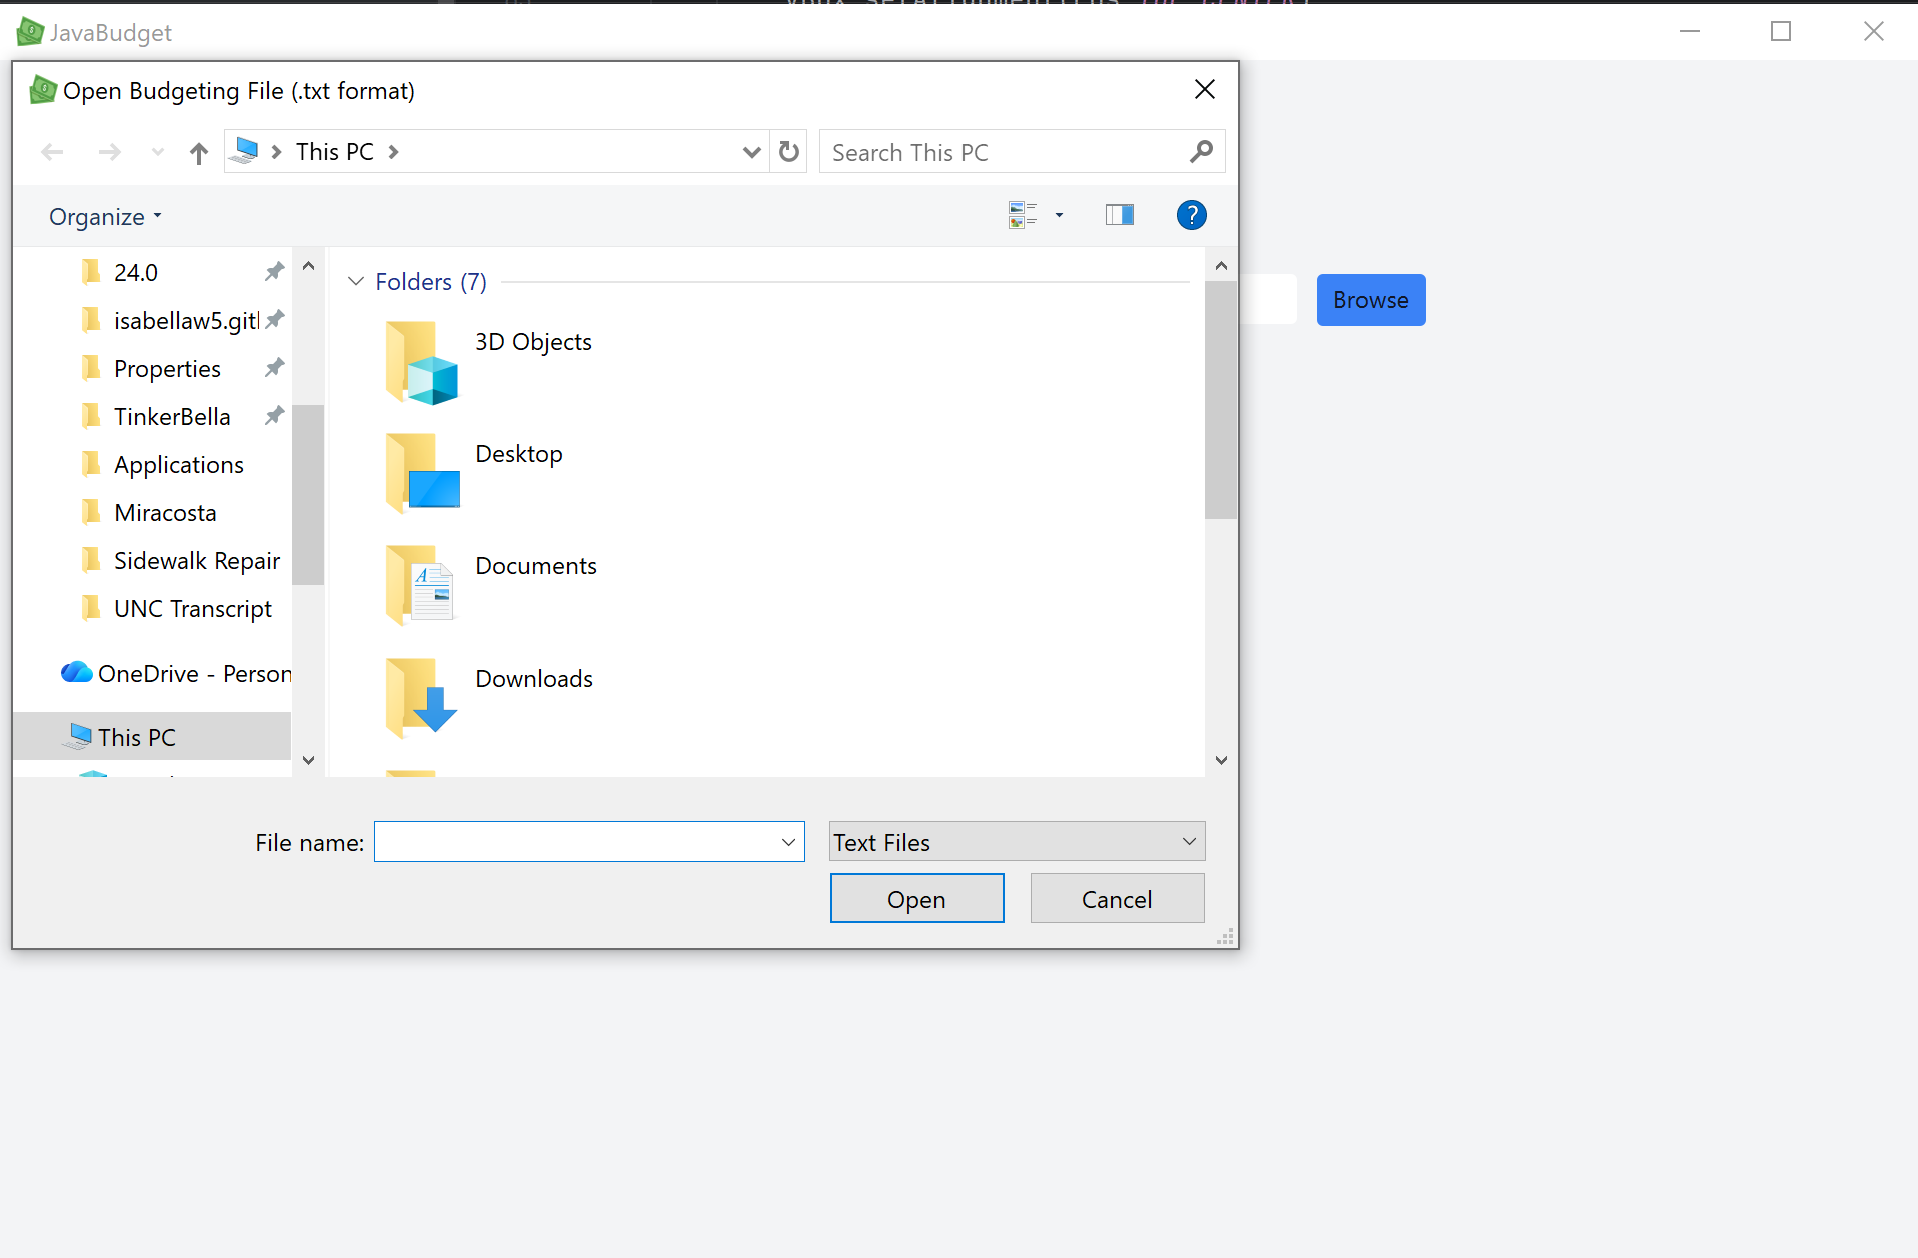 JavaBudget
Open Budgeting File (.txt format)
This PC
Search This PC
Organize
?
24.0
isabellaw5.gitl
Properties
TinkerBella
Applications
Miracosta
Sidewalk Repair
UNC Transcript
OneDrive - Person
This PC
Folders (7)
3D Objects
Desktop
Documents
Downloads
Browse
File name:
Text Files
Open
Cancel